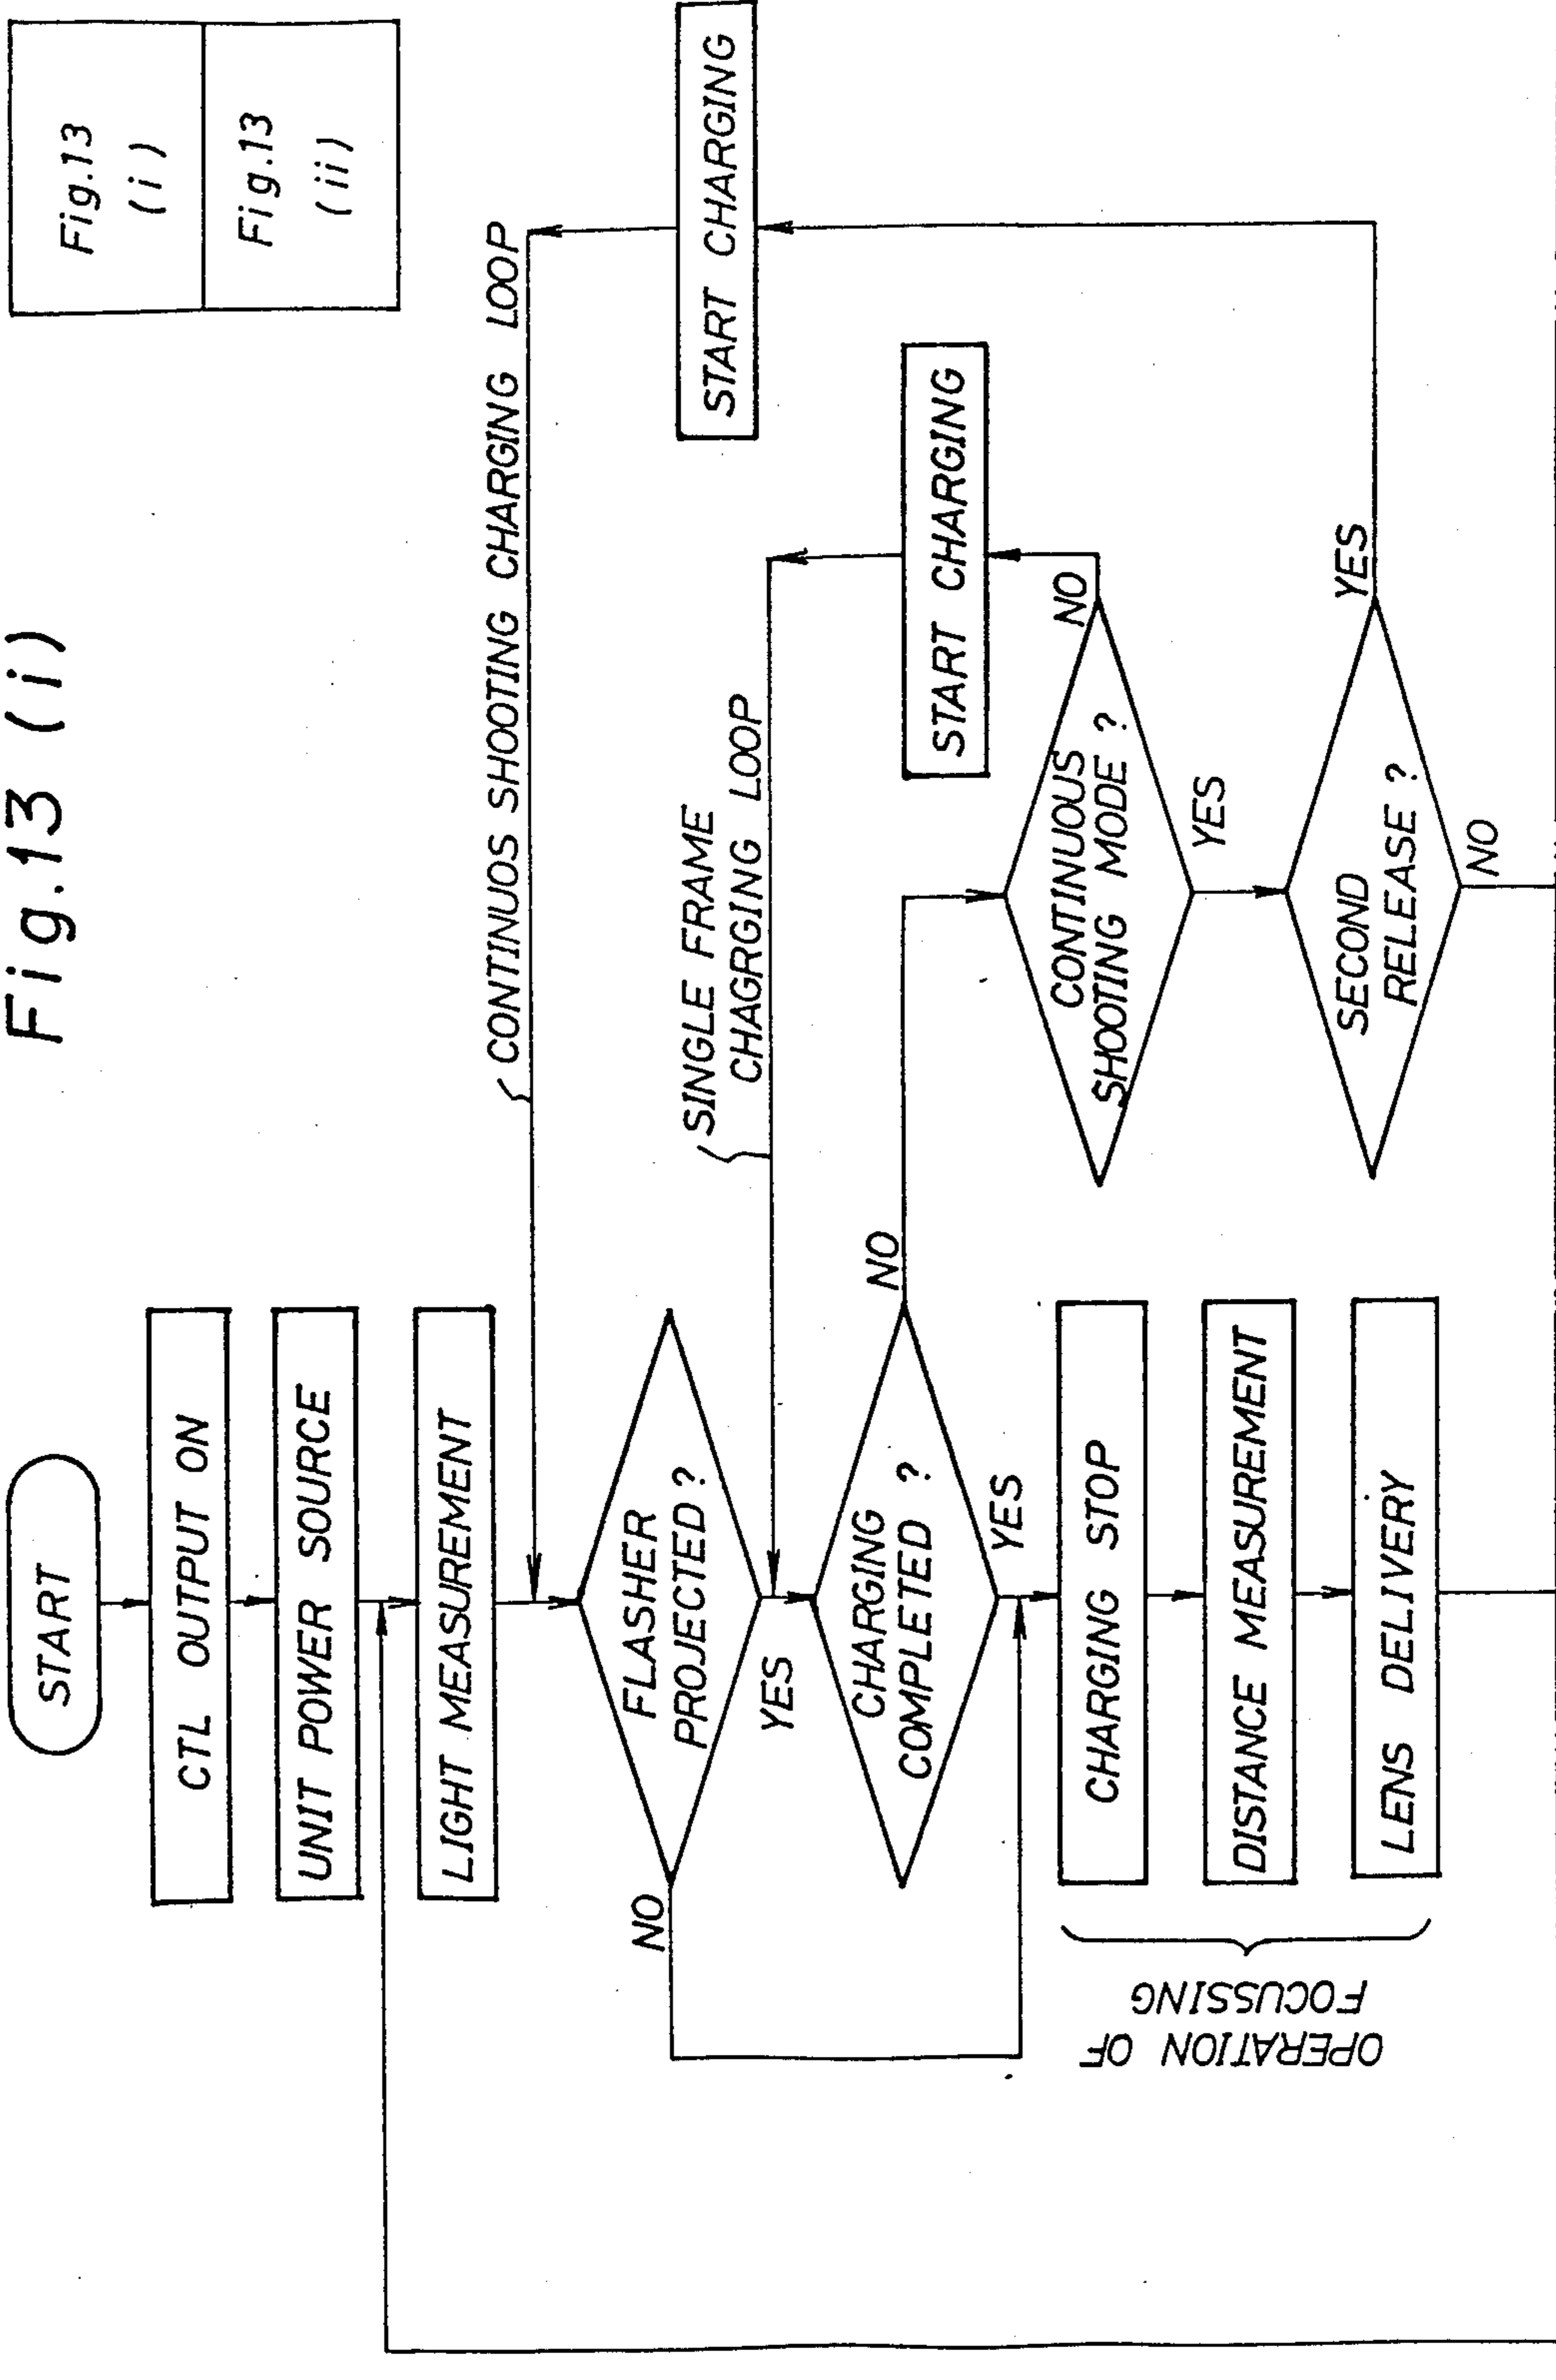 Fig.13 (i)
Fig.13
(i)
Fig.13
(ii)
START
CTL OUTPUT ON
UNIT POWER SOURCE
LIGHT MEASUREMENT
CONTINUOS SHOOTING CHARGING LOOP
FLASHER
PROJECTED ?
NO
YES
START CHARGING
SINGLE FRAME
CHAGRGING LOOP
CHARGING
COMPLETED ?
NO
YES
START CHARGING
CONTINUOUS
SHOOTING MODE ?
NO
YES
SECOND
RELEASE ?
YES
NO
CHARGING STOP
DISTANCE MEASUREMENT
LENS DELIVERY
OPERATION OF
FOCUSSING